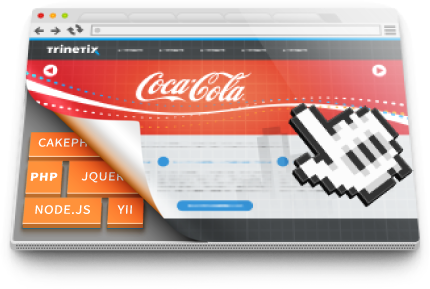 Trinetix
Coca-Cola
CAKEPH
PHP JQUER
NODE.JS YII